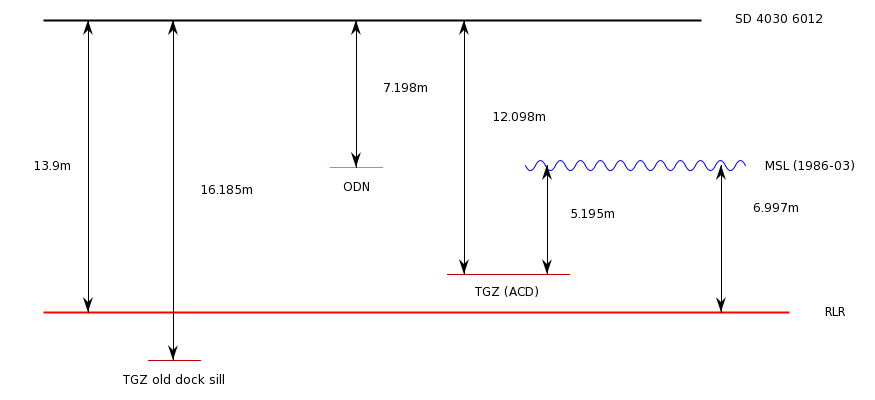 SD 4030 6012
7.198m
12.098m
13.9m
MSL (1986-03)
ODN
16.185m
6.997m
5.195m
TGZ (ACD)
RLR
TGZ old dock sill